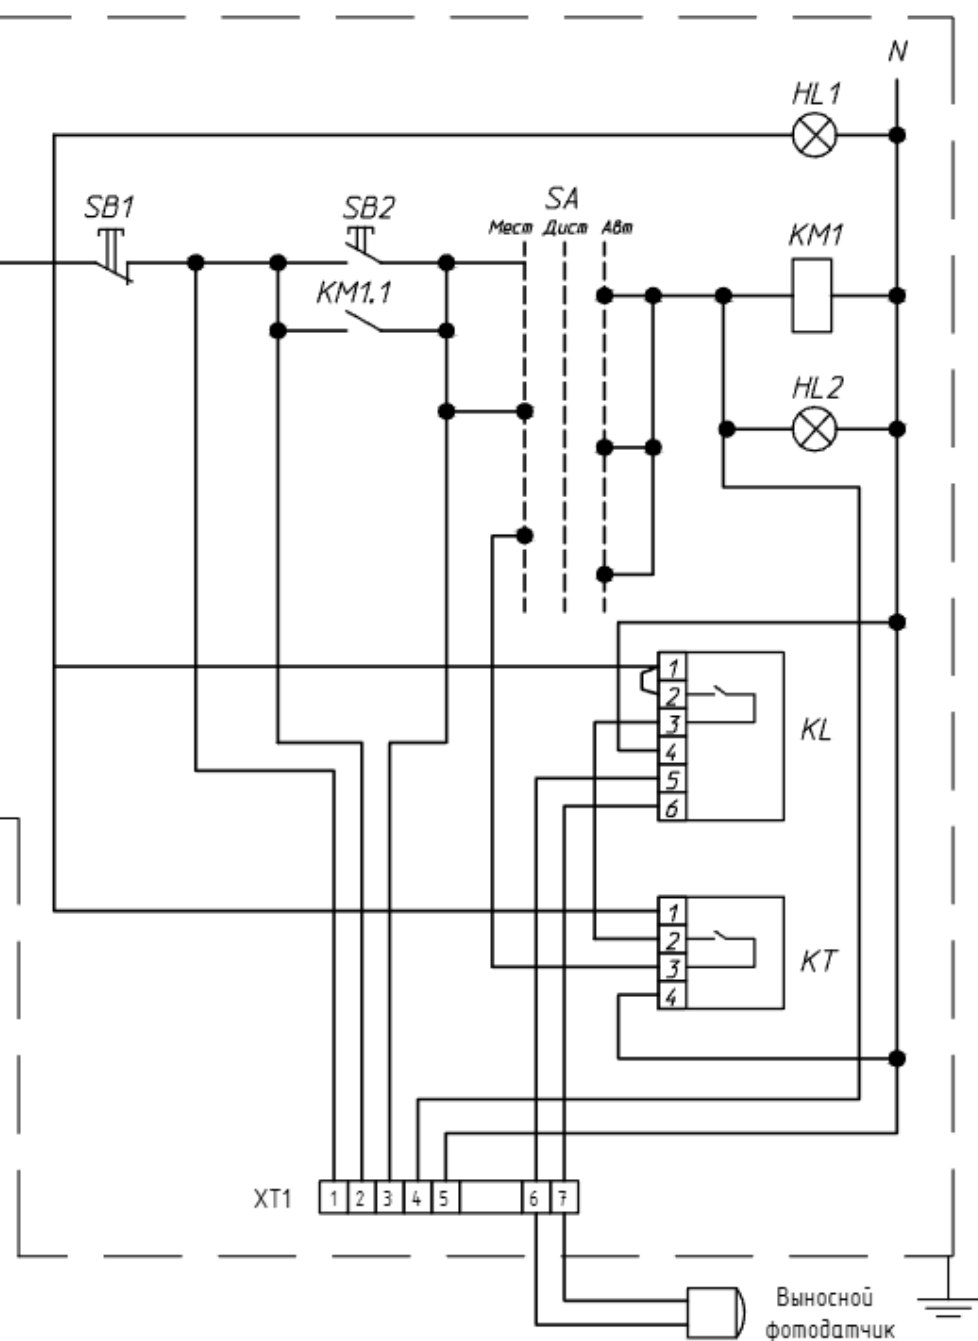 N
HL1
SB1
SB2
SA
Мест Дист Авт
KM1
KM1.1
HL2
1
2
3
4
5
6
KL
1
2
3
4
KT
XT1 1 2 3 4 5 6 7
Выносной
фотодатчик